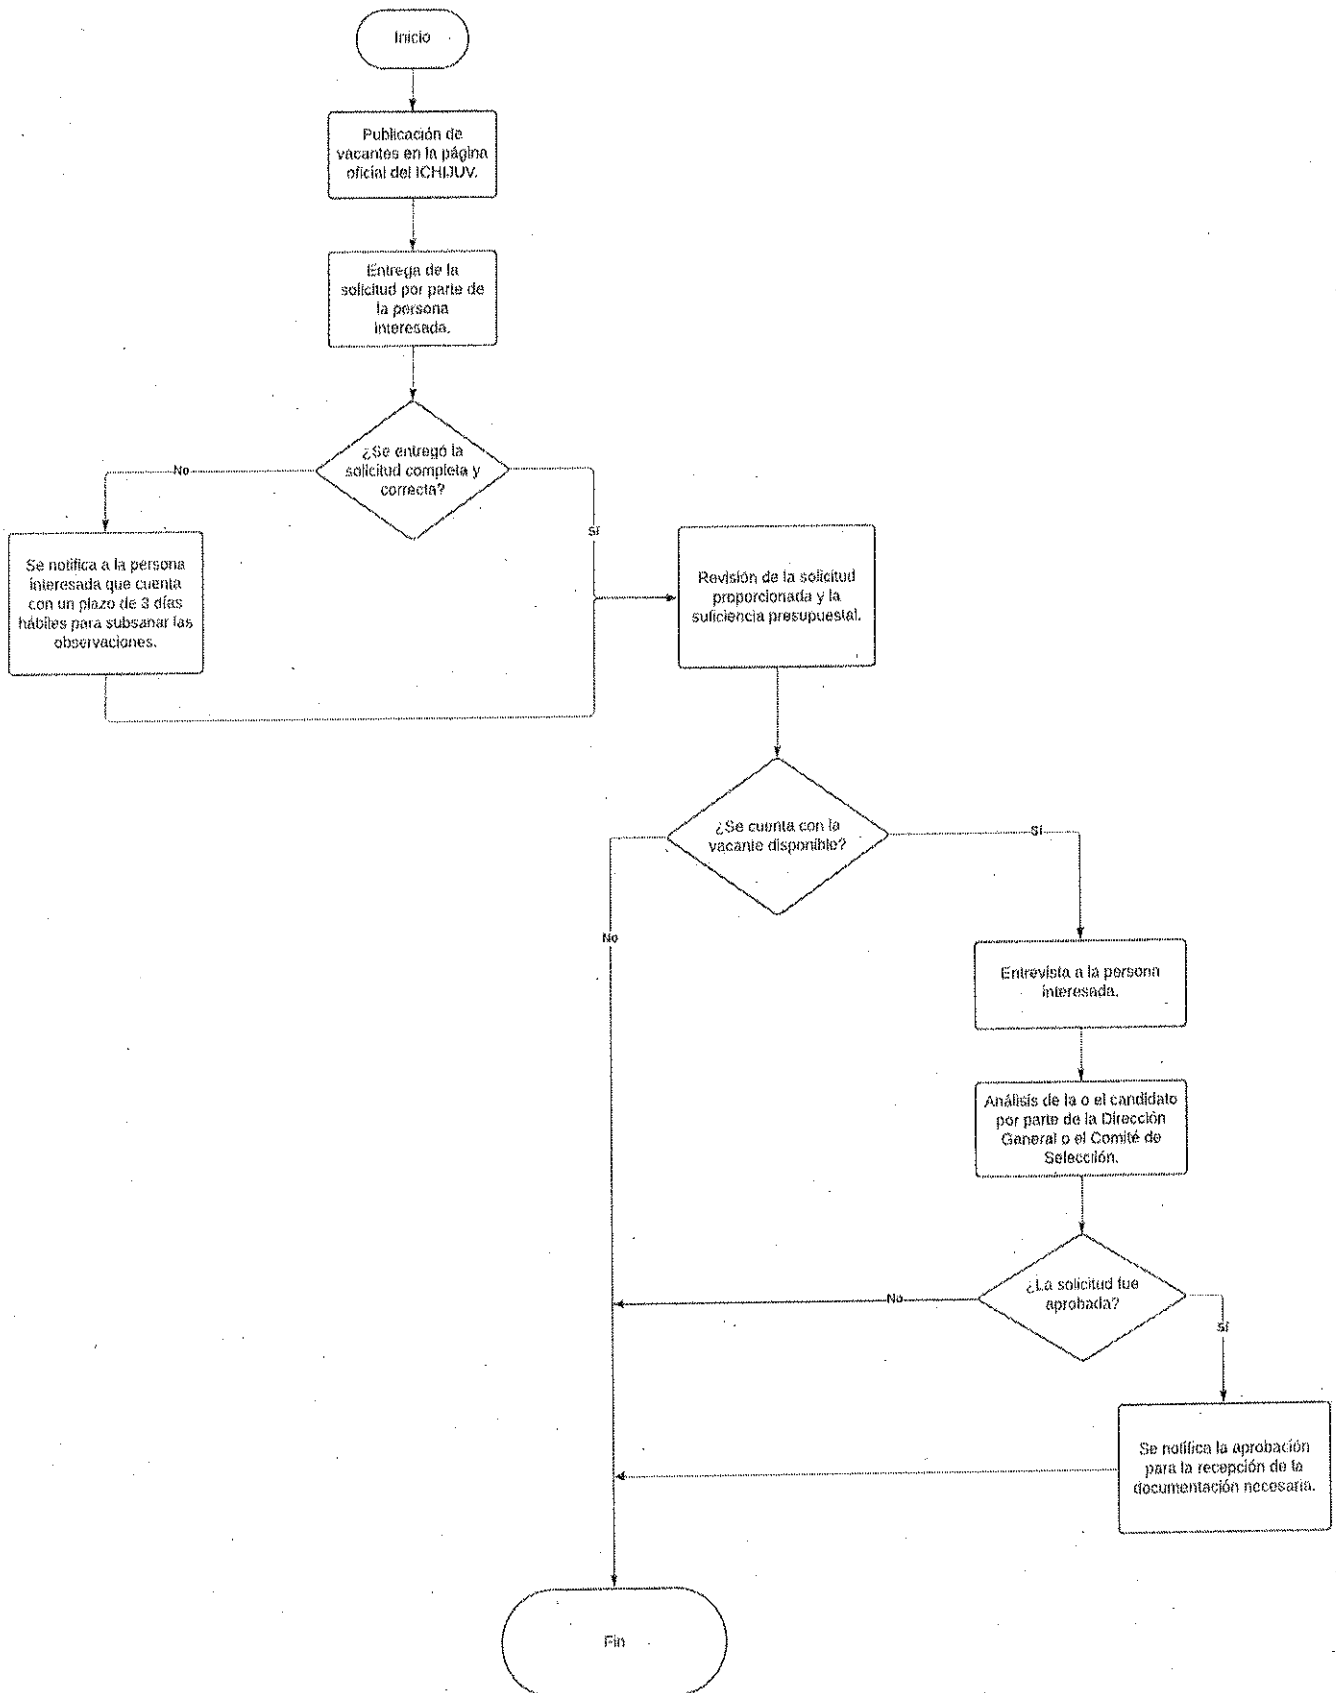 Inicio
Publicación de
vacantes en la página
oficial del ICHIJUV.
Entrega de la
solicitud por parte de
la persona
interesada.
¿Se entregó la
solicitud completa y
correcta?
No
Sí
Se notifica a la persona
interesada que cuenta
con un plazo de 3 días
hábiles para subsanar las
observaciones.
Revisión de la solicitud
proporcionada y la
suficiencia presupuestal.
¿Se cuenta con la
vacante disponible?
Sí
No
Entrevista a la persona
interesada.
Análisis de la o el candidato
por parte de la Dirección
General o el Comité de
Selección.
¿La solicitud fue
aprobada?
No
Sí
Se notifica la aprobación
para la recepción de la
documentación necesaria.
Fin